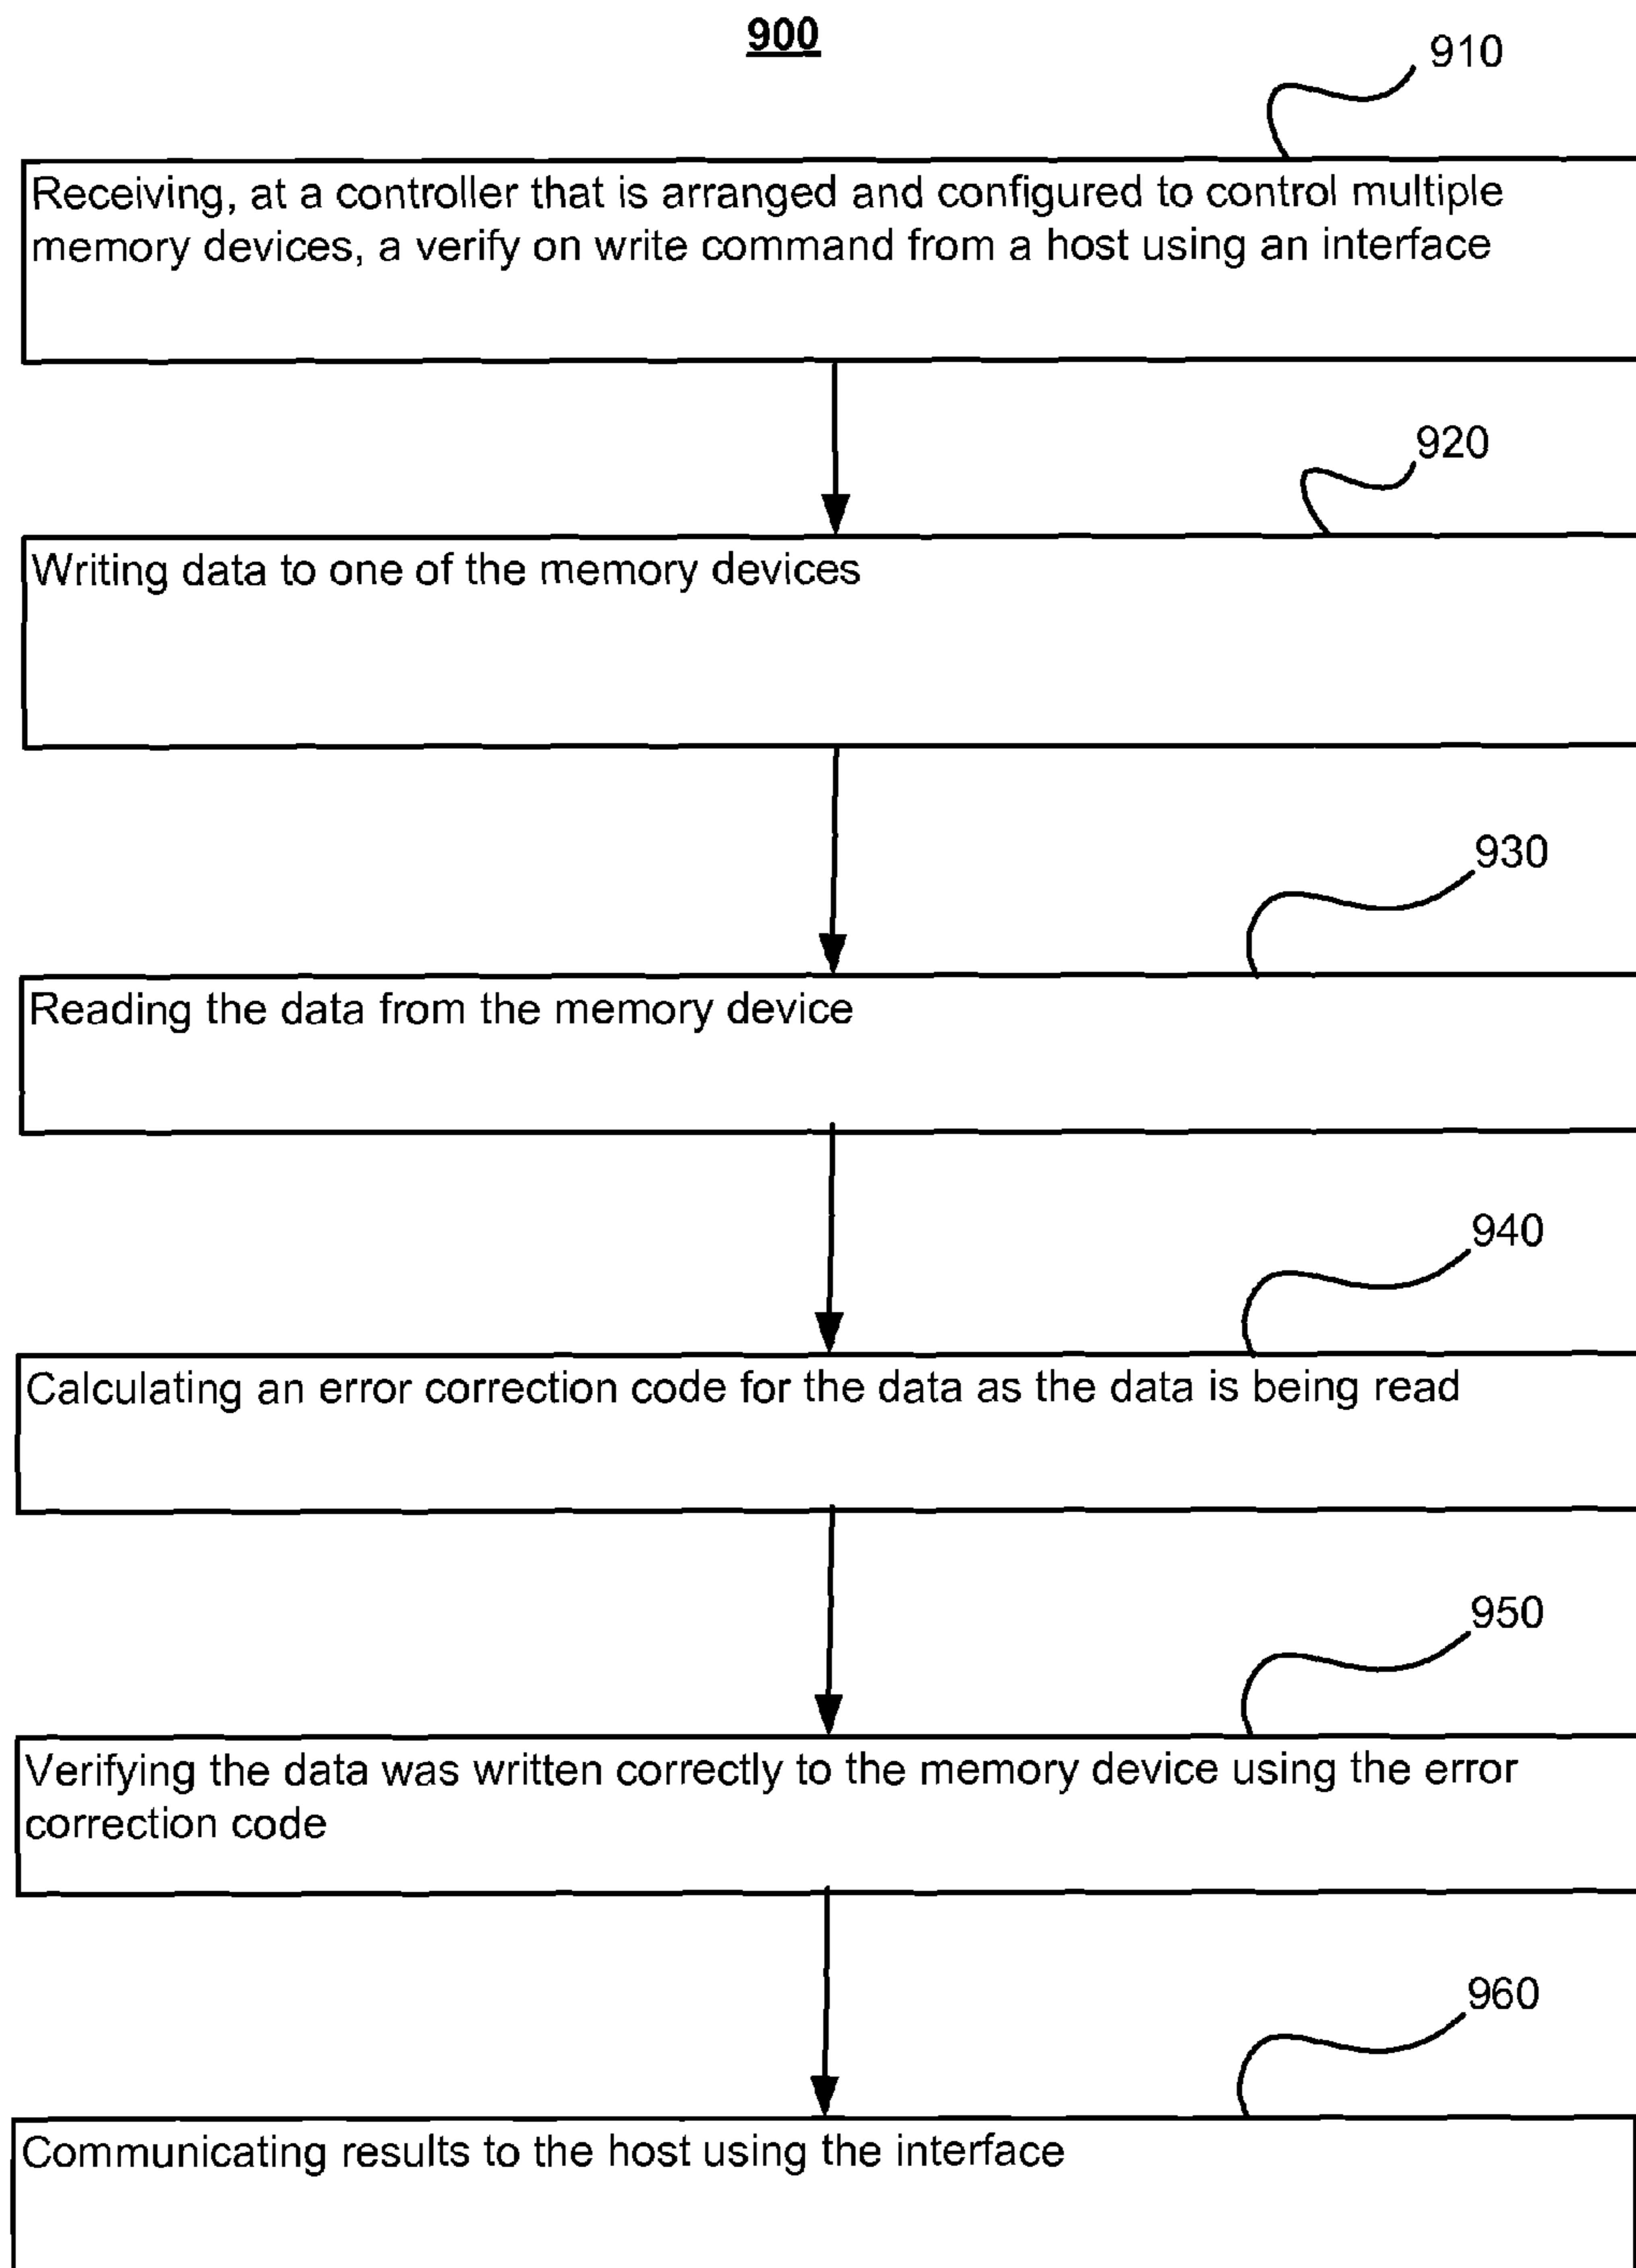 900
910
Receiving, at a controller that is arranged and configured to control multiple
memory devices, a verify on write command from a host using an interface
920
Writing data to one of the memory devices
930
Reading the data from the memory device
940
Calculating an error correction code for the data as the data is being read
950
Verifying the data was written correctly to the memory device using the error
correction code
960
Communicating results to the host using the interface